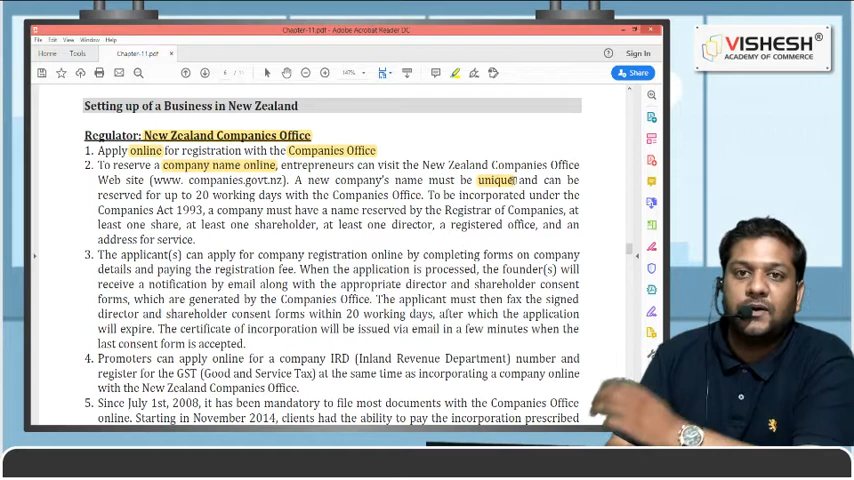 Chapter-11.pdf - Adobe Acrobat Reader DC
File Edit View Window Help
Home Tools Chapter-11.pdf × Sign In
147%
Share
VISHESH®
ACADEMY OF COMMERCE
Setting up of a Business in New Zealand
Regulator: New Zealand Companies Office
1. Apply online for registration with the Companies Office
2. To reserve a company name online, entrepreneurs can visit the New Zealand Companies Office
Web site (www. companies.govt.nz). A new company's name must be unique and can be
reserved for up to 20 working days with the Companies Office. To be incorporated under the
Companies Act 1993, a company must have a name reserved by the Registrar of Companies, at
least one share, at least one shareholder, at least one director, a registered office, and an
address for service.
3. The applicant(s) can apply for company registration online by completing forms on company
details and paying the registration fee. When the application is processed, the founder(s) will
receive a notification by email along with the appropriate director and shareholder consent
forms, which are generated by the Companies Office. The applicant must then fax the signed
director and shareholder consent forms within 20 working days, after which the application
will expire. The certificate of incorporation will be issued via email in a few minutes when the
last consent form is accepted.
4. Promoters can apply online for a company IRD (Inland Revenue Department) number and
register for the GST (Good and Service Tax) at the same time as incorporating a company online
with the New Zealand Companies Office.
5. Since July 1st, 2008, it has been mandatory to file most documents with the Companies Office
online. Starting in November 2014, clients had the ability to pay the incorporation prescribed